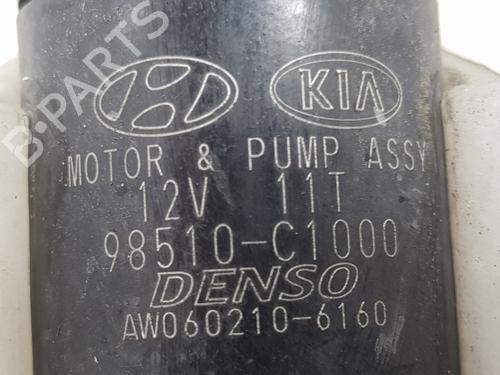 B-PARTS
KIA
MOTOR & PUMP ASSY
12V 11T
98510-C1000
DENSO
AW060210-6160